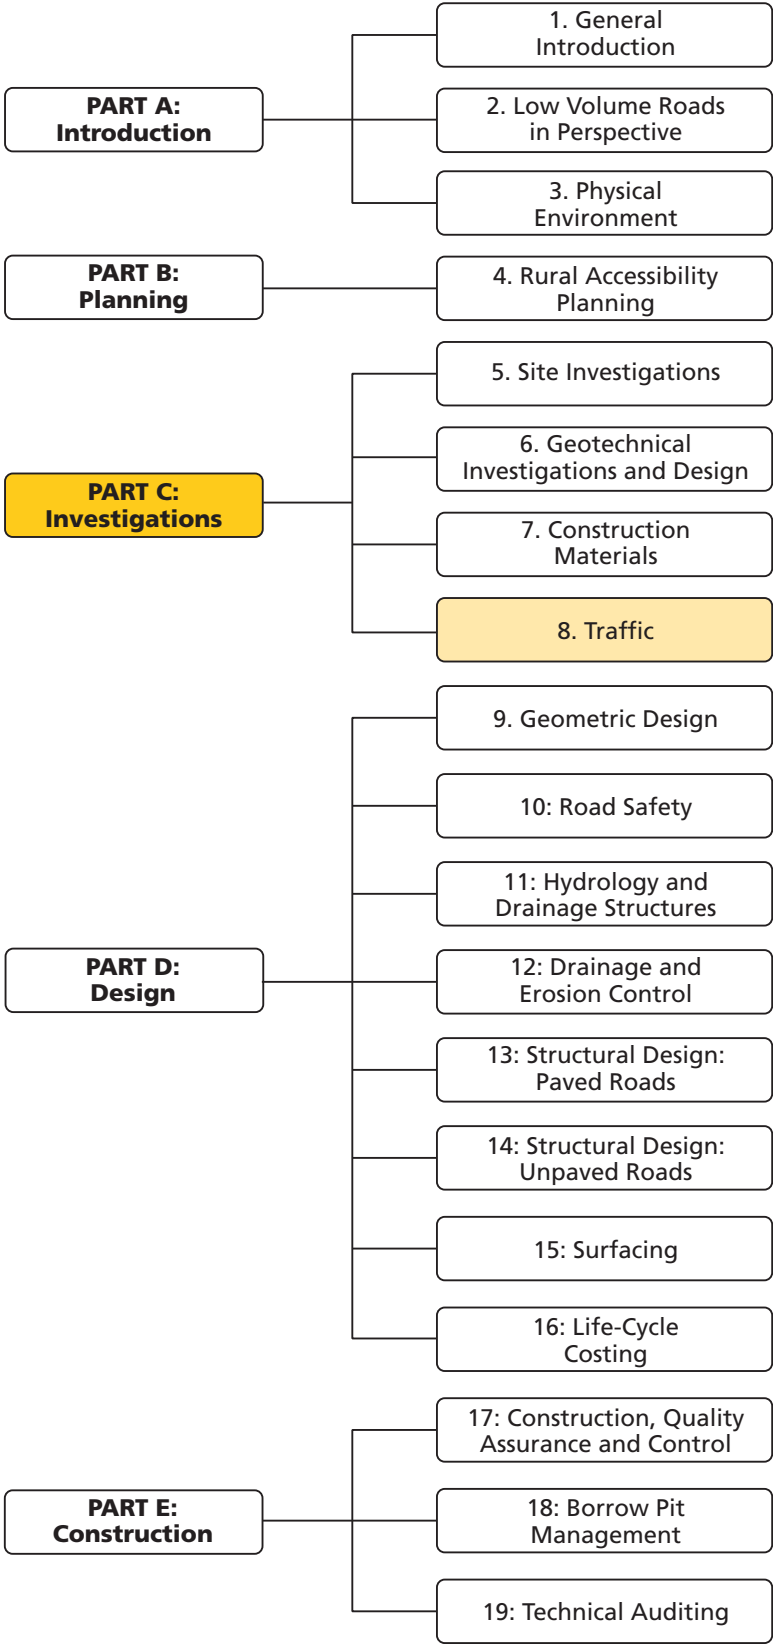 PART A:
Introduction
1. General
Introduction
2. Low Volume Roads
in Perspective
3. Physical
Environment
PART B:
Planning
4. Rural Accessibility
Planning
PART C:
Investigations
5. Site Investigations
6. Geotechnical
Investigations and Design
7. Construction
Materials
8. Traffic
PART D:
Design
9. Geometric Design
10: Road Safety
11: Hydrology and
Drainage Structures
12: Drainage and
Erosion Control
13: Structural Design:
Paved Roads
14: Structural Design:
Unpaved Roads
15: Surfacing
16: Life-Cycle
Costing
PART E:
Construction
17: Construction, Quality
Assurance and Control
18: Borrow Pit
Management
19: Technical Auditing